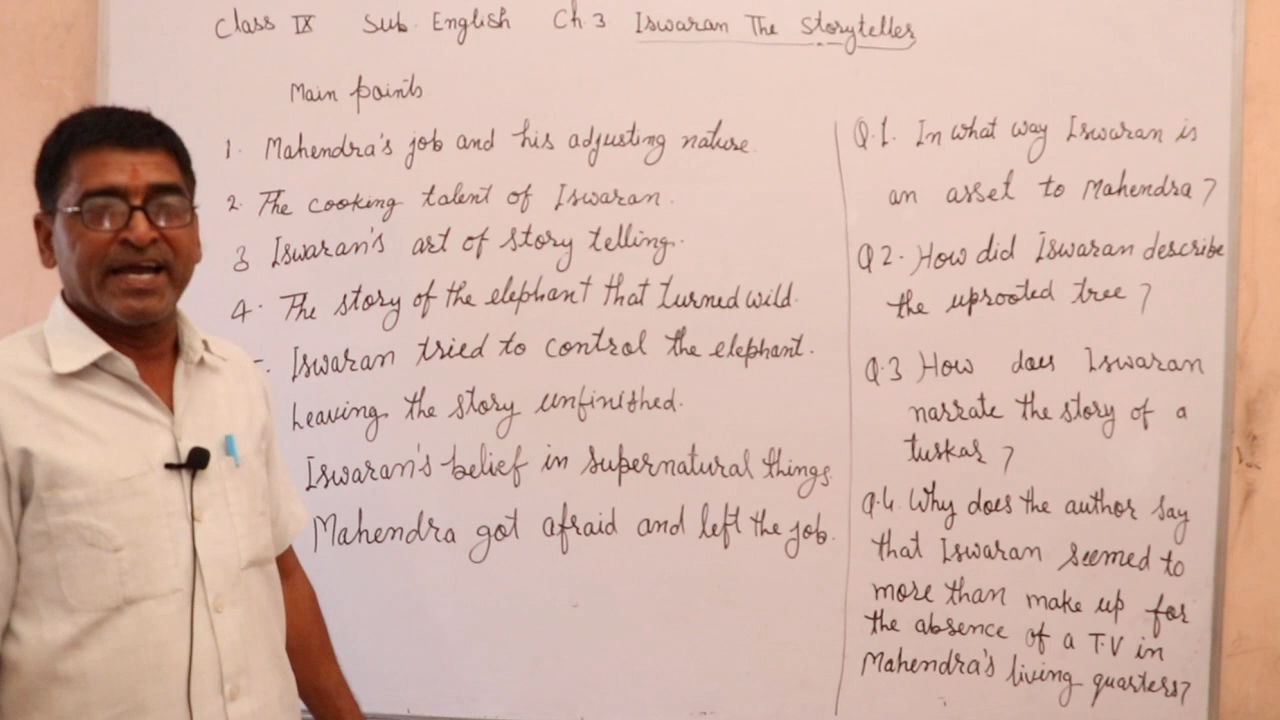 Class IX Sub. English Ch 3 Iswaran The Storyteller
Main points
1. Mahendra's job and his adjusting nature.
2. The cooking talent of Iswaran.
3 Iswaran's art of story telling.
4. The story of the elephant that turned wild.
Iswaran tried to control the elephant.
Leaving the story unfinished.
Iswaran's belief in supernatural things.
Mahendra got afraid and left the job.
Q.1. In what way Iswaran is
an asset to Mahendra?
Q 2. How did Iswaran describe
the uprooted tree?
Q.3 How does Iswaran
narrate the story of a
tuskar?
Q.4. Why does the author say
that Iswaran seemed to
more than make up for
the absence of a T.V in
Mahendra's living quarters?